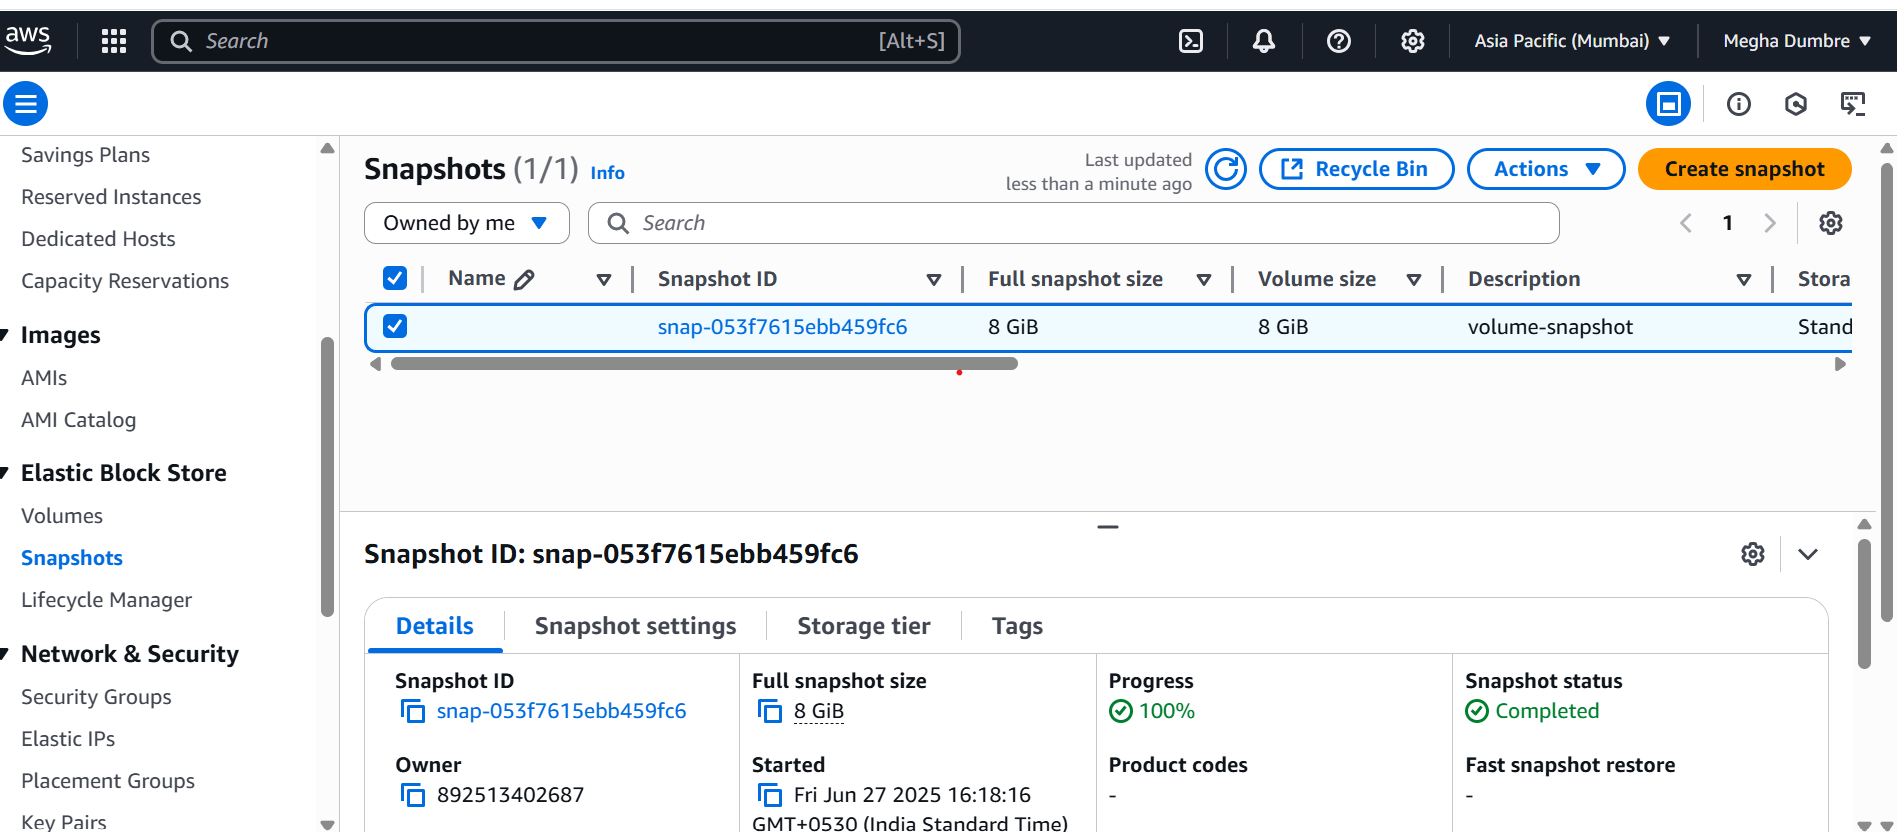 aws
Search [Alt+S]
Asia Pacific (Mumbai)
Megha Dumbre
Savings Plans
Reserved Instances
Dedicated Hosts
Capacity Reservations
Images
AMIs
AMI Catalog
Elastic Block Store
Volumes
Snapshots
Lifecycle Manager
Network & Security
Security Groups
Elastic IPs
Placement Groups
Key Pairs
Snapshots (1/1) Info
Last updated
less than a minute ago
Recycle Bin
Actions
Create snapshot
Owned by me
Search
1
Name Snapshot ID Full snapshot size Volume size Description Stora
snap-053f7615ebb459fc6 8 GiB 8 GiB volume-snapshot Stand
Snapshot ID: snap-053f7615ebb459fc6
Details Snapshot settings Storage tier Tags
Snapshot ID
snap-053f7615ebb459fc6
Full snapshot size
8 GiB
Progress
100%
Snapshot status
Completed
Owner
892513402687
Started
Fri Jun 27 2025 16:18:16
GMT+0530 (India Standard Time)
Product codes
-
Fast snapshot restore
-